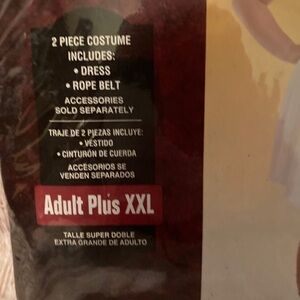 2 PIECE COSTUME
INCLUDES:
• DRESS
• ROPE BELT
ACCESSORIES
SOLD SEPARATELY
TRAJE DE 2 PIEZAS INCLUYE:
• VESTIDO
• CINTURÓN DE CUERDA
ACCESORIOS SE
VENDEN SEPARADOS
Adult Plus XXL
TALLE SUPER DOBLE
EXTRA GRANDE DE ADULTO